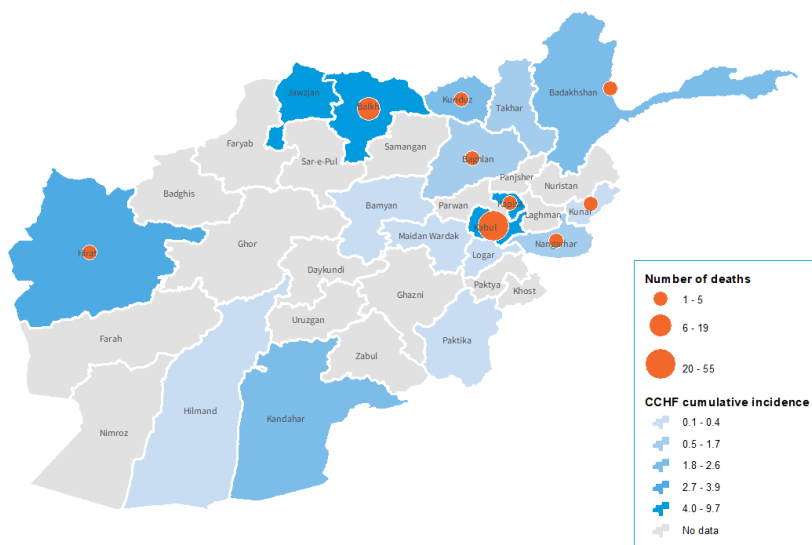 Badakhshan
Jawzjan
Balkh
Kunduz
Takhar
Faryab
Samangan
Sar-e-Pul
Baghlan
Panjsher
Nuristan
Badghis
Bamyan
Parwan
Kapisa
Laghman
Kunar
Kabul
Maidan Wardak
Nangarhar
Hirat
Ghor
Logar
Daykundi
Paktya
Khost
Ghazni
Uruzgan
Farah
Zabul
Paktika
Hilmand
Kandahar
Nimroz
Number of deaths
1 - 5
6 - 19
20 - 55
CCHF cumulative incidence
0.1 - 0.4
0.5 - 1.7
1.8 - 2.6
2.7 - 3.9
4.0 - 9.7
No data